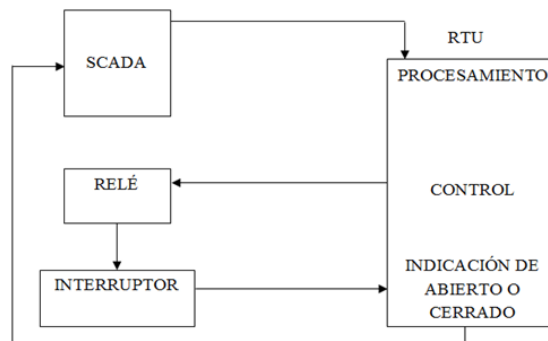 RTU
SCADA
PROCESAMIENTO
RELÉ
CONTROL
INTERRUPTOR
INDICACIÓN DE
ABIERTO O
CERRADO